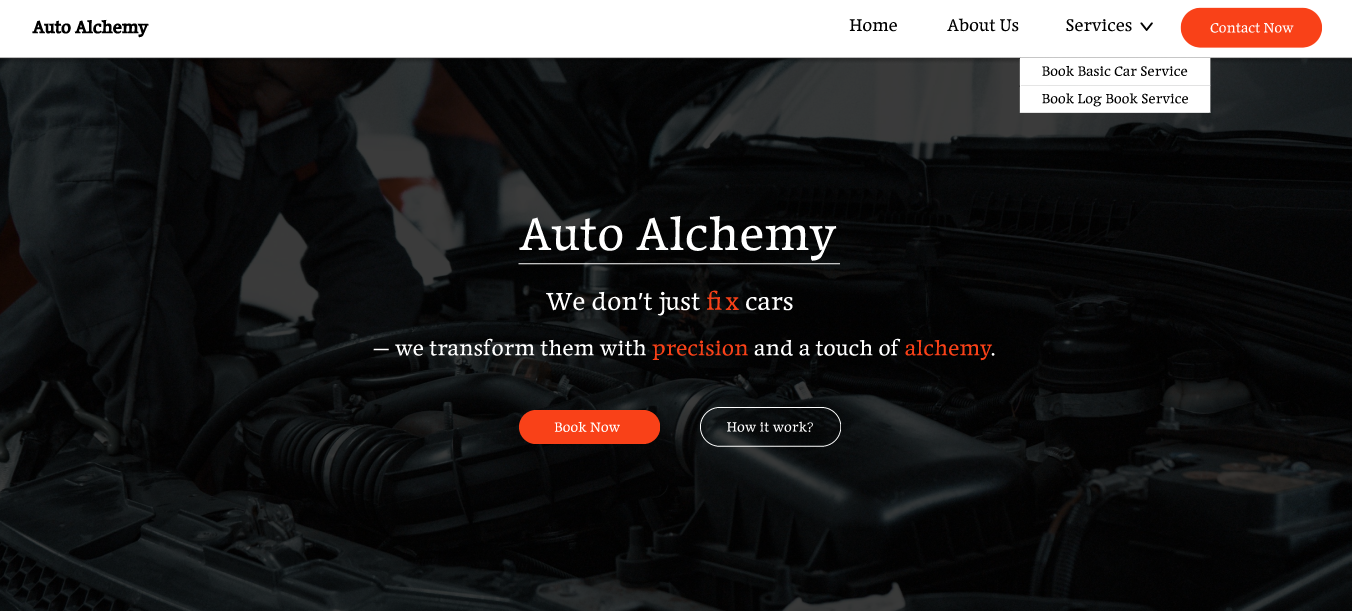 Auto Alchemy
Home About Us Services Contact Now
Book Basic Car Service
Book Log Book Service
Auto Alchemy
We don't just fix cars
– we transform them with precision and a touch of alchemy.
Book Now How it work?